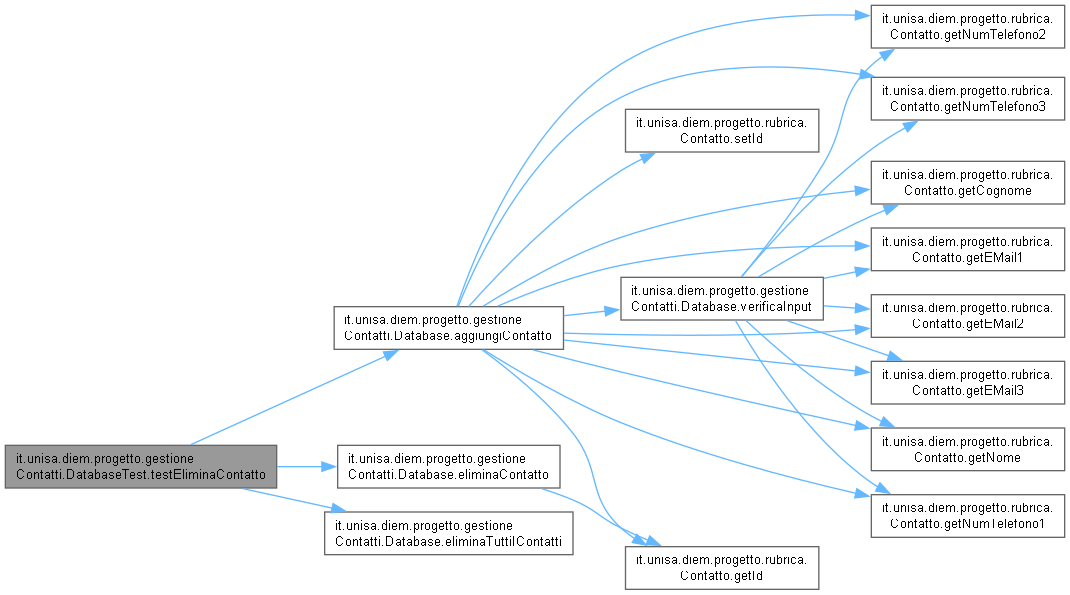 it.unisa.diem.progetto.rubrica.
Contatto.getNumTelefono2
it.unisa.diem.progetto.rubrica.
Contatto.getNumTelefono3
it.unisa.diem.progetto.rubrica.
Contatto.setId
it.unisa.diem.progetto.rubrica.
Contatto.getCognome
it.unisa.diem.progetto.rubrica.
Contatto.getEMail1
it.unisa.diem.progetto.gestione
Contatti.Database.verificaInput
it.unisa.diem.progetto.rubrica.
Contatto.getEMail2
it.unisa.diem.progetto.gestione
Contatti.Database.aggiungiContatto
it.unisa.diem.progetto.rubrica.
Contatto.getEMail3
it.unisa.diem.progetto.rubrica.
Contatto.getNome
it.unisa.diem.progetto.gestione
Contatti.DatabaseTest.testEliminaContatto
it.unisa.diem.progetto.gestione
Contatti.Database.eliminaContatto
it.unisa.diem.progetto.rubrica.
Contatto.getNumTelefono1
it.unisa.diem.progetto.gestione
Contatti.Database.eliminaTuttiIContatti
it.unisa.diem.progetto.rubrica.
Contatto.getId